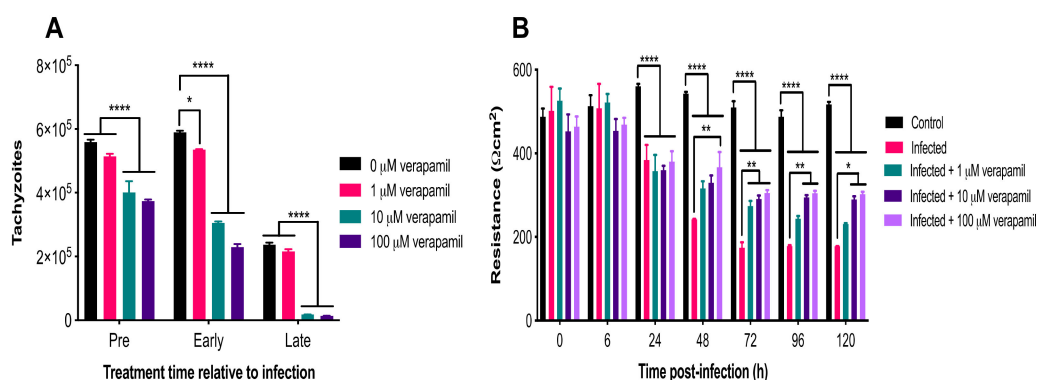 A
Tachyzoites
8×10⁵
6×10⁵
4×10⁵
2×10⁵
0
****
****
*
****
Pre
Early
Late
Treatment time relative to infection
0 μM verapamil
1 μM verapamil
10 μM verapamil
100 μM verapamil
B
Resistance (Ωcm²)
600
400
200
0
****
****
**
****
**
****
**
****
*
0
6
24
48
72
96
120
Time post-infection (h)
Control
Infected
Infected + 1 μM verapamil
Infected + 10 μM verapamil
Infected + 100 μM verapamil